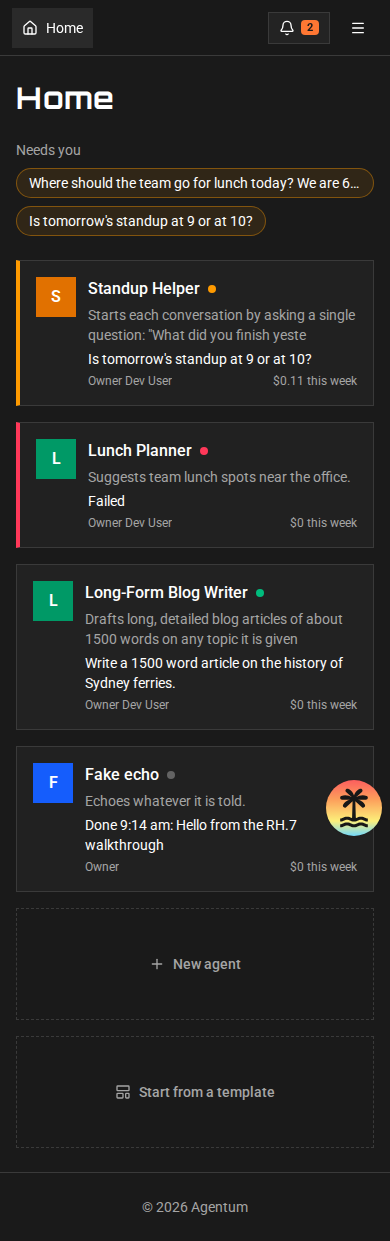 Home
2
Home
Needs you
Where should the team go for lunch today? We are 6...
Is tomorrow's standup at 9 or at 10?
S
Standup Helper
Starts each conversation by asking a single
question: "What did you finish yeste
Is tomorrow's standup at 9 or at 10?
Owner Dev User
$0.11 this week
L
Lunch Planner
Suggests team lunch spots near the office.
Failed
Owner Dev User
$0 this week
L
Long-Form Blog Writer
Drafts long, detailed blog articles of about
1500 words on any topic it is given
Write a 1500 word article on the history of
Sydney ferries.
Owner Dev User
$0 this week
F
Fake echo
Echoes whatever it is told.
Done 9:14 am: Hello from the RH.7
walkthrough
Owner
$0 this week
New agent
Start from a template
© 2026 Agentum